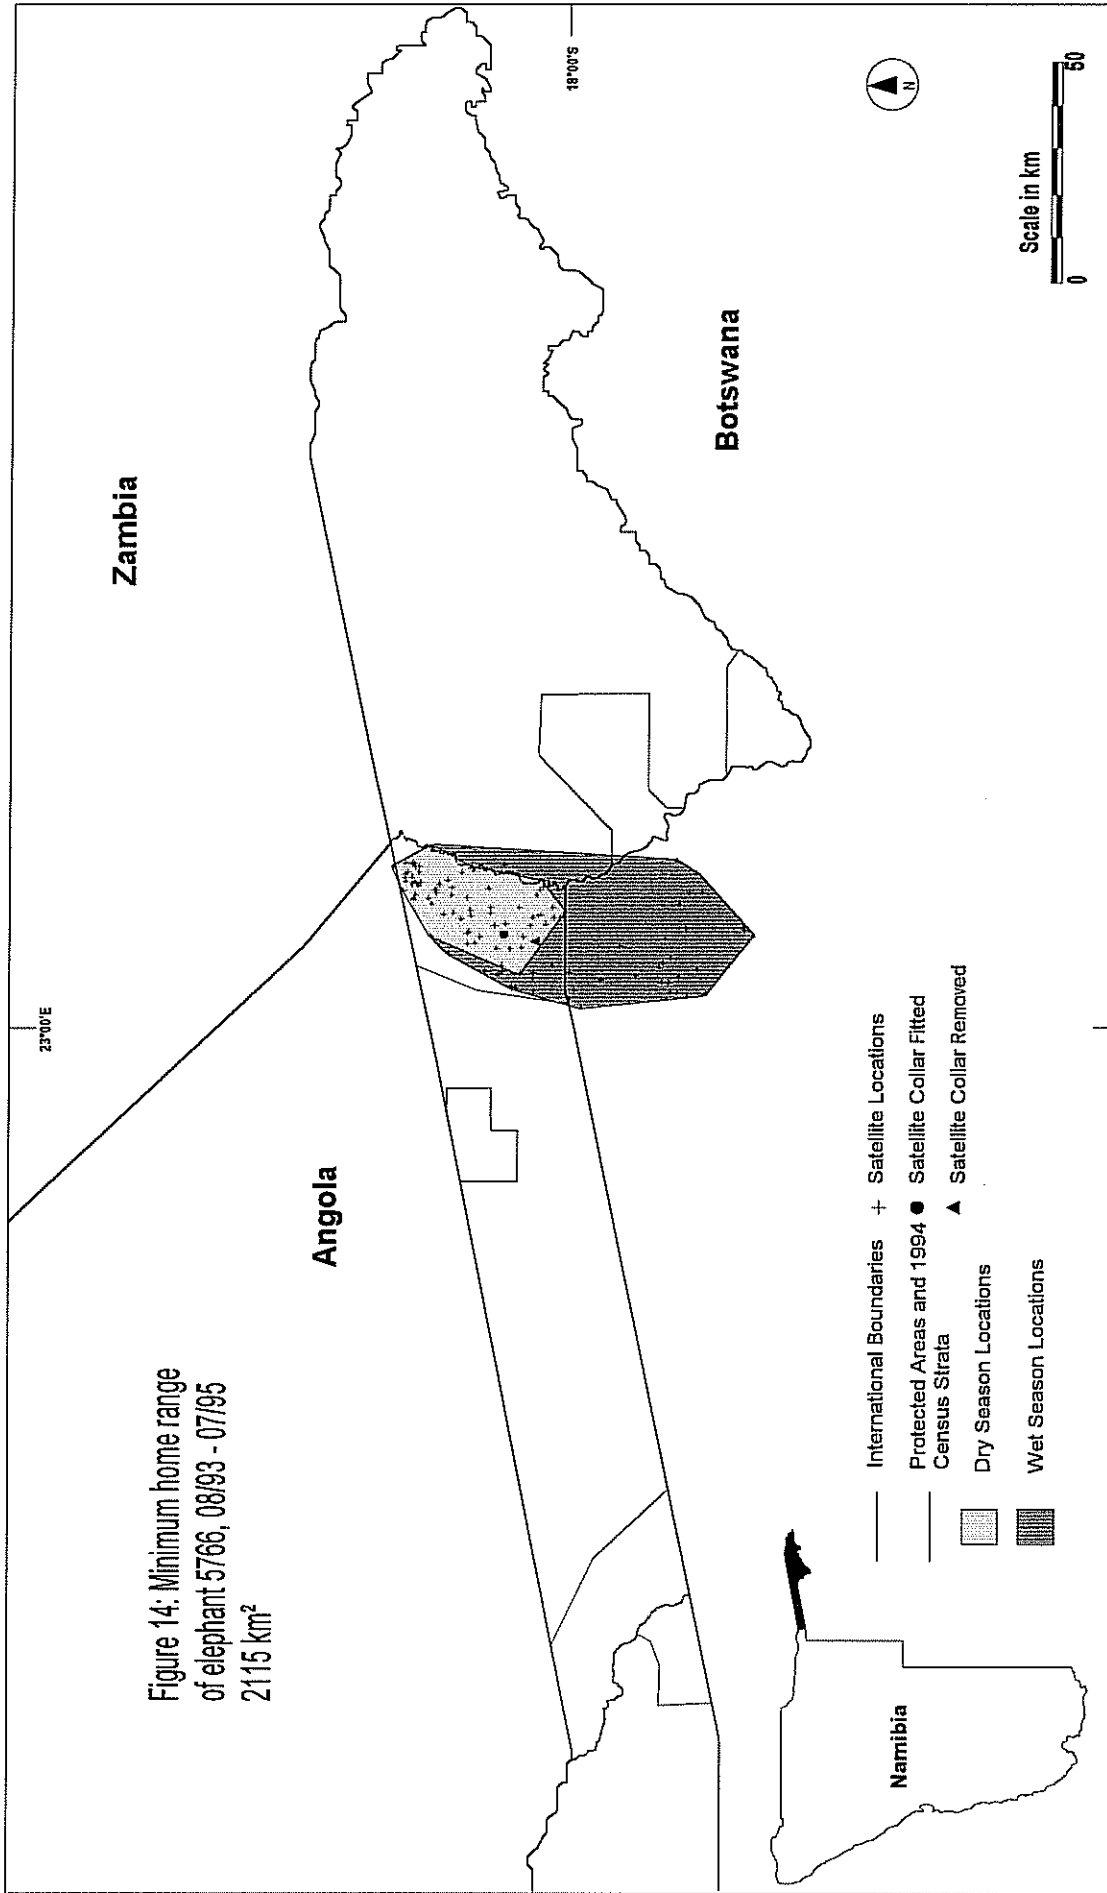 Figure 14: Minimum home range
of elephant 5766, 08/93 - 07/95
2115 km²
Zambia
Angola
Botswana
Namibia
23°00'E
18°00'S
International Boundaries
Protected Areas and 1994
Census Strata
Dry Season Locations
Wet Season Locations
Satellite Locations
Satellite Collar Fitted
Satellite Collar Removed
N
Scale in km
0
50